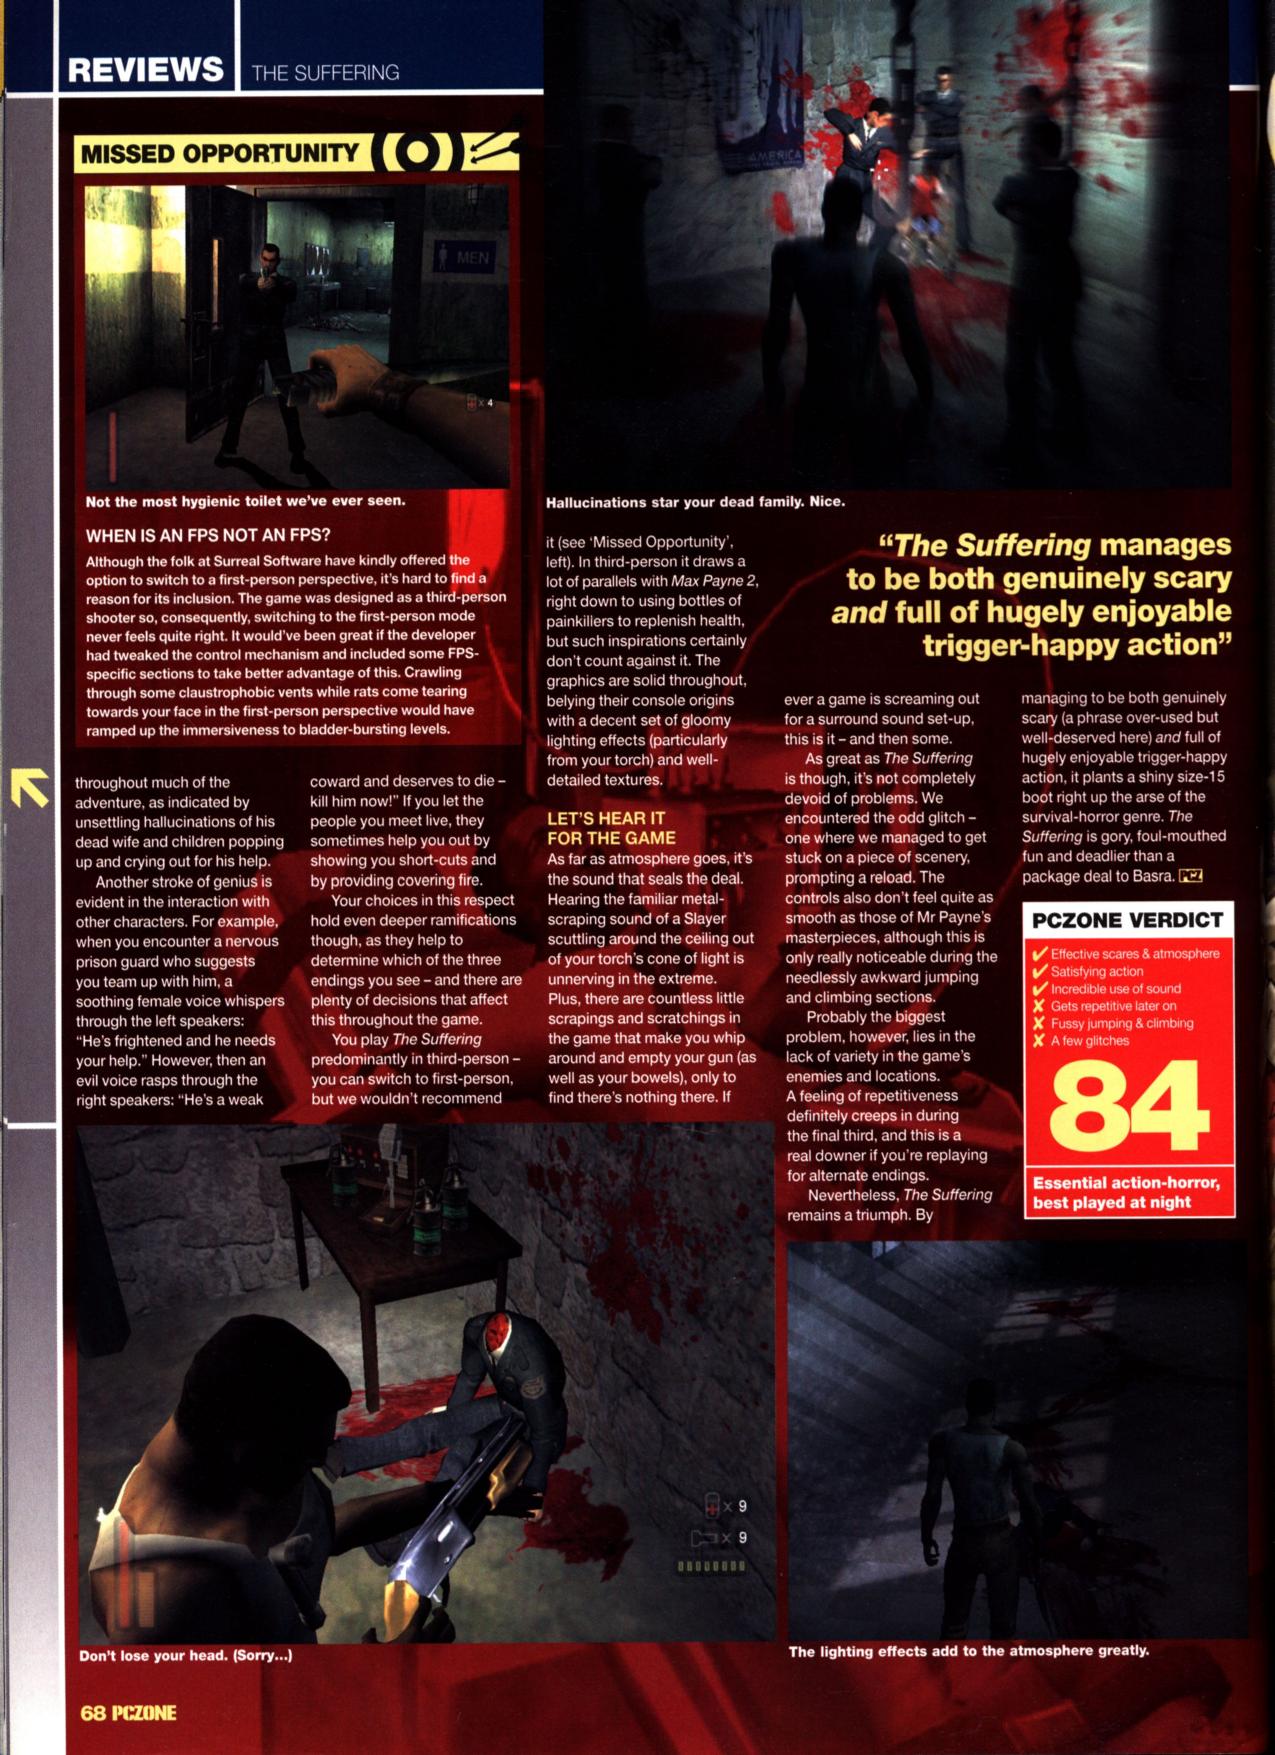 REVIEWS THE SUFFERING
MISSED OPPORTUNITY
MEN
x 4
AMERICA
Not the most hygienic toilet we've ever seen.
Hallucinations star your dead family. Nice.
WHEN IS AN FPS NOT AN FPS?
Although the folk at Surreal Software have kindly offered the
option to switch to a first-person perspective, it's hard to find a
reason for its inclusion. The game was designed as a third-person
shooter so, consequently, switching to the first-person mode
never feels quite right. It would've been great if the developer
had tweaked the control mechanism and included some FPS-
specific sections to take better advantage of this. Crawling
through some claustrophobic vents while rats come tearing
towards your face in the first-person perspective would have
ramped up the immersiveness to bladder-bursting levels.
throughout much of the
adventure, as indicated by
unsettling hallucinations of his
dead wife and children popping
up and crying out for his help.
Another stroke of genius is
evident in the interaction with
other characters. For example,
when you encounter a nervous
prison guard who suggests
you team up with him, a
soothing female voice whispers
through the left speakers:
"He's frightened and he needs
your help." However, then an
evil voice rasps through the
right speakers: "He's a weak
coward and deserves to die –
kill him now!" If you let the
people you meet live, they
sometimes help you out by
showing you short-cuts and
by providing covering fire.
Your choices in this respect
hold even deeper ramifications
though, as they help to
determine which of the three
endings you see – and there are
plenty of decisions that affect
this throughout the game.
You play The Suffering
predominantly in third-person –
you can switch to first-person,
but we wouldn't recommend
it (see 'Missed Opportunity',
left). In third-person it draws a
lot of parallels with Max Payne 2,
right down to using bottles of
painkillers to replenish health,
but such inspirations certainly
don't count against it. The
graphics are solid throughout,
belying their console origins
with a decent set of gloomy
lighting effects (particularly
from your torch) and well-
detailed textures.
LET'S HEAR IT
FOR THE GAME
As far as atmosphere goes, it's
the sound that seals the deal.
Hearing the familiar metal-
scraping sound of a Slayer
scuttling around the ceiling out
of your torch's cone of light is
unnerving in the extreme.
Plus, there are countless little
scrapings and scratchings in
the game that make you whip
around and empty your gun (as
well as your bowels), only to
find there's nothing there. If
"The Suffering manages
to be both genuinely scary
and full of hugely enjoyable
trigger-happy action"
ever a game is screaming out
for a surround sound set-up,
this is it – and then some.
As great as The Suffering
is though, it's not completely
devoid of problems. We
encountered the odd glitch –
one where we managed to get
stuck on a piece of scenery,
prompting a reload. The
controls also don't feel quite as
smooth as those of Mr Payne's
masterpieces, although this is
only really noticeable during the
needlessly awkward jumping
and climbing sections.
Probably the biggest
problem, however, lies in the
lack of variety in the game's
enemies and locations.
A feeling of repetitiveness
definitely creeps in during
the final third, and this is a
real downer if you're replaying
for alternate endings.
Nevertheless, The Suffering
remains a triumph. By
managing to be both genuinely
scary (a phrase over-used but
well-deserved here) and full of
hugely enjoyable trigger-happy
action, it plants a shiny size-15
boot right up the arse of the
survival-horror genre. The
Suffering is gory, foul-mouthed
fun and deadlier than a
package deal to Basra. PCZ
PCZONE VERDICT
✓ Effective scares & atmosphere
✓ Satisfying action
✓ Incredible use of sound
✗ Gets repetitive later on
✗ Fussy jumping & climbing
✗ A few glitches
84
Essential action-horror,
best played at night
x 9
x 9
Don't lose your head. (Sorry...)
The lighting effects add to the atmosphere greatly.
68 PCZONE